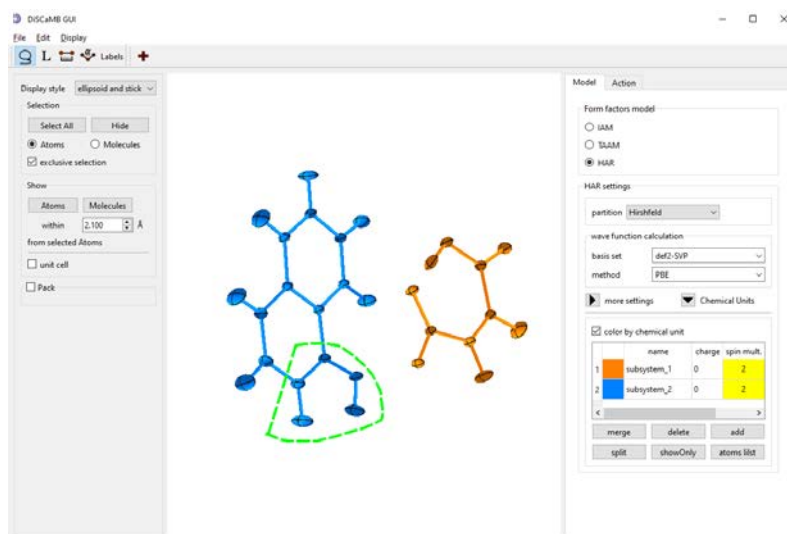 DiSCaMB GUI
File Edit Display
L Labels
Display style ellipsoid and stick
Selection
Select All Hide
Atoms Molecules
exclusive selection
Show
Atoms Molecules
within 2.100 Å
from selected Atoms
unit cell
Pack
Model Action
Form factors model
IAM
TAAM
HAR
HAR settings
partition Hirshfeld
wave function calculation
basis set def2-SVP
method PBE
more settings Chemical Units
color by chemical unit
name charge spin mult.
1 subsystem_1 0 2
2 subsystem_2 0 2
merge delete add
split showOnly atoms lilst